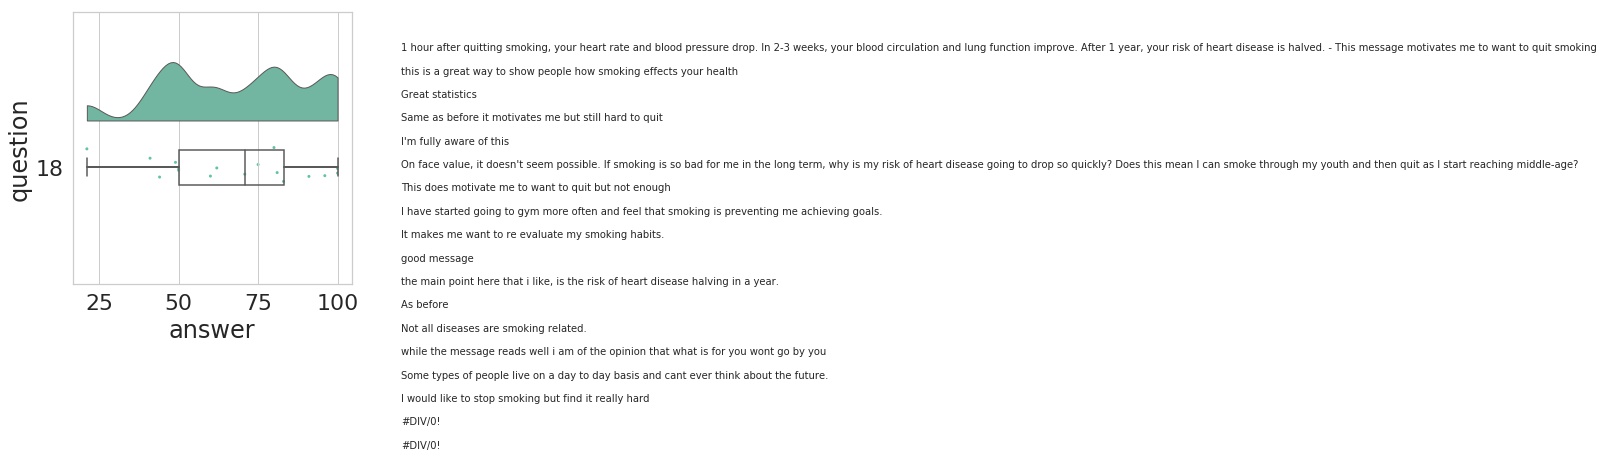 question
18
25 50 75 100
answer
1 hour after quitting smoking, your heart rate and blood pressure drop. In 2-3 weeks, your blood circulation and lung function improve. After 1 year, your risk of heart disease is halved. - This message motivates me to want to quit smoking
this is a great way to show people how smoking effects your health
Great statistics
Same as before it motivates me but still hard to quit
I'm fully aware of this
On face value, it doesn't seem possible. If smoking is so bad for me in the long term, why is my risk of heart disease going to drop so quickly? Does this mean I can smoke through my youth and then quit as I start reaching middle-age?
This does motivate me to want to quit but not enough
I have started going to gym more often and feel that smoking is preventing me achieving goals.
It makes me want to re evaluate my smoking habits.
good message
the main point here that i like, is the risk of heart disease halving in a year.
As before
Not all diseases are smoking related.
while the message reads well i am of the opinion that what is for you wont go by you
Some types of people live on a day to day basis and cant ever think about the future.
I would like to stop smoking but find it really hard
#DIV/0!
#DIV/0!